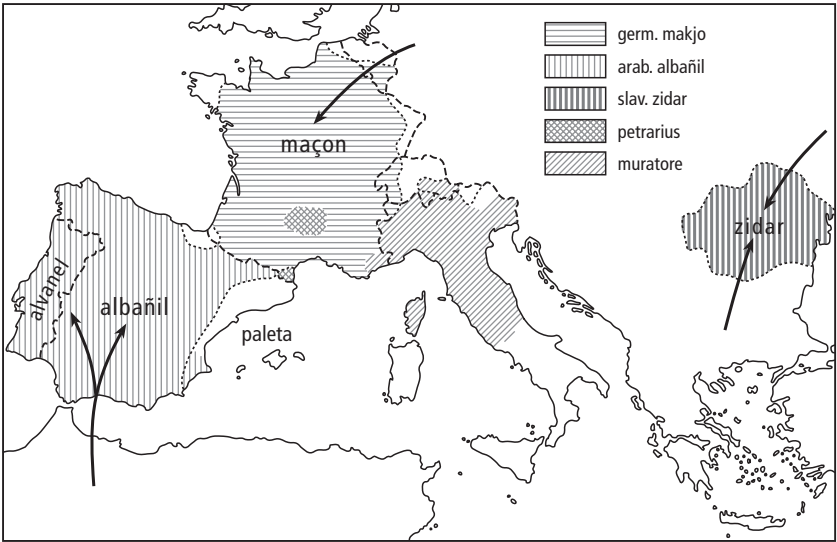 germ. makjo
arab. albañil
slav. zidar
petrarius
muratore
maçon
zidar
alvanel
albañil
paleta